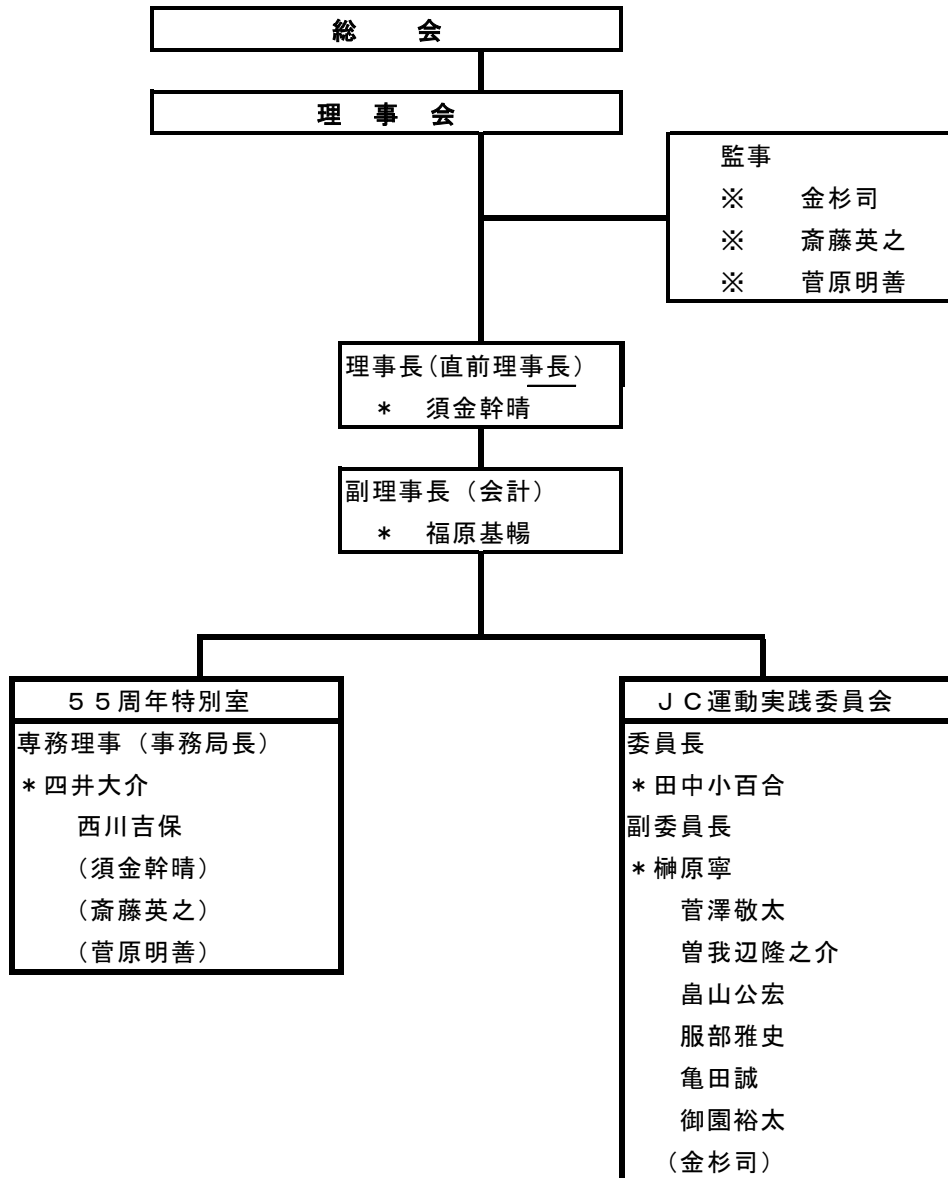 総　会
理　事　会
監事
※　金杉司
※　斎藤英之
※　菅原明善
理事長(直前理事長)
＊　須金幹晴
副理事長（会計）
＊　福原基暢
５５周年特別室
専務理事（事務局長）
＊四井大介
西川吉保
（須金幹晴）
（斎藤英之）
（菅原明善）
ＪＣ運動実践委員会
委員長
＊田中小百合
副委員長
＊榊原寧
菅澤敬太
曽我辺隆之介
畠山公宏
服部雅史
亀田誠
御園裕太
（金杉司）